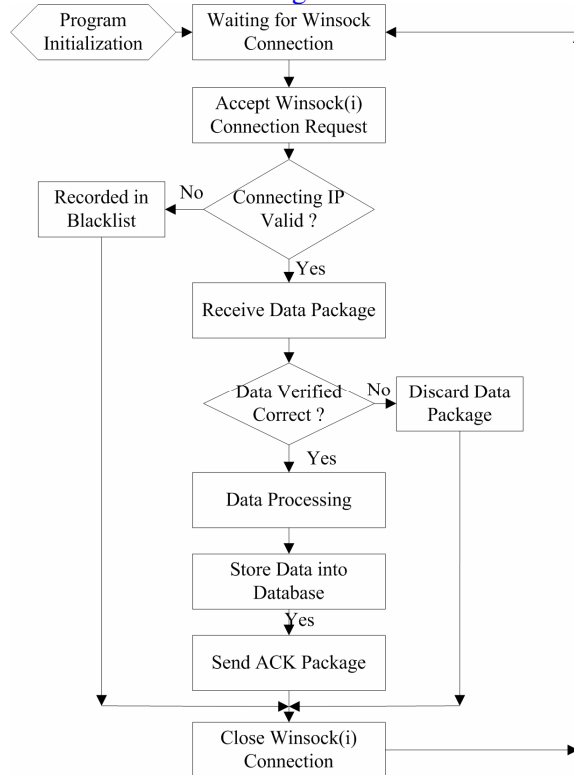 Program
Initialization
Waiting for Winsock
Connection
Accept Winsock(i)
Connection Request
Connecting IP
Valid ?
No
Recorded in
Blacklist
Yes
Receive Data Package
Data Verified
Correct ?
No
Discard Data
Package
Yes
Data Processing
Store Data into
Database
Yes
Send ACK Package
Close Winsock(i)
Connection